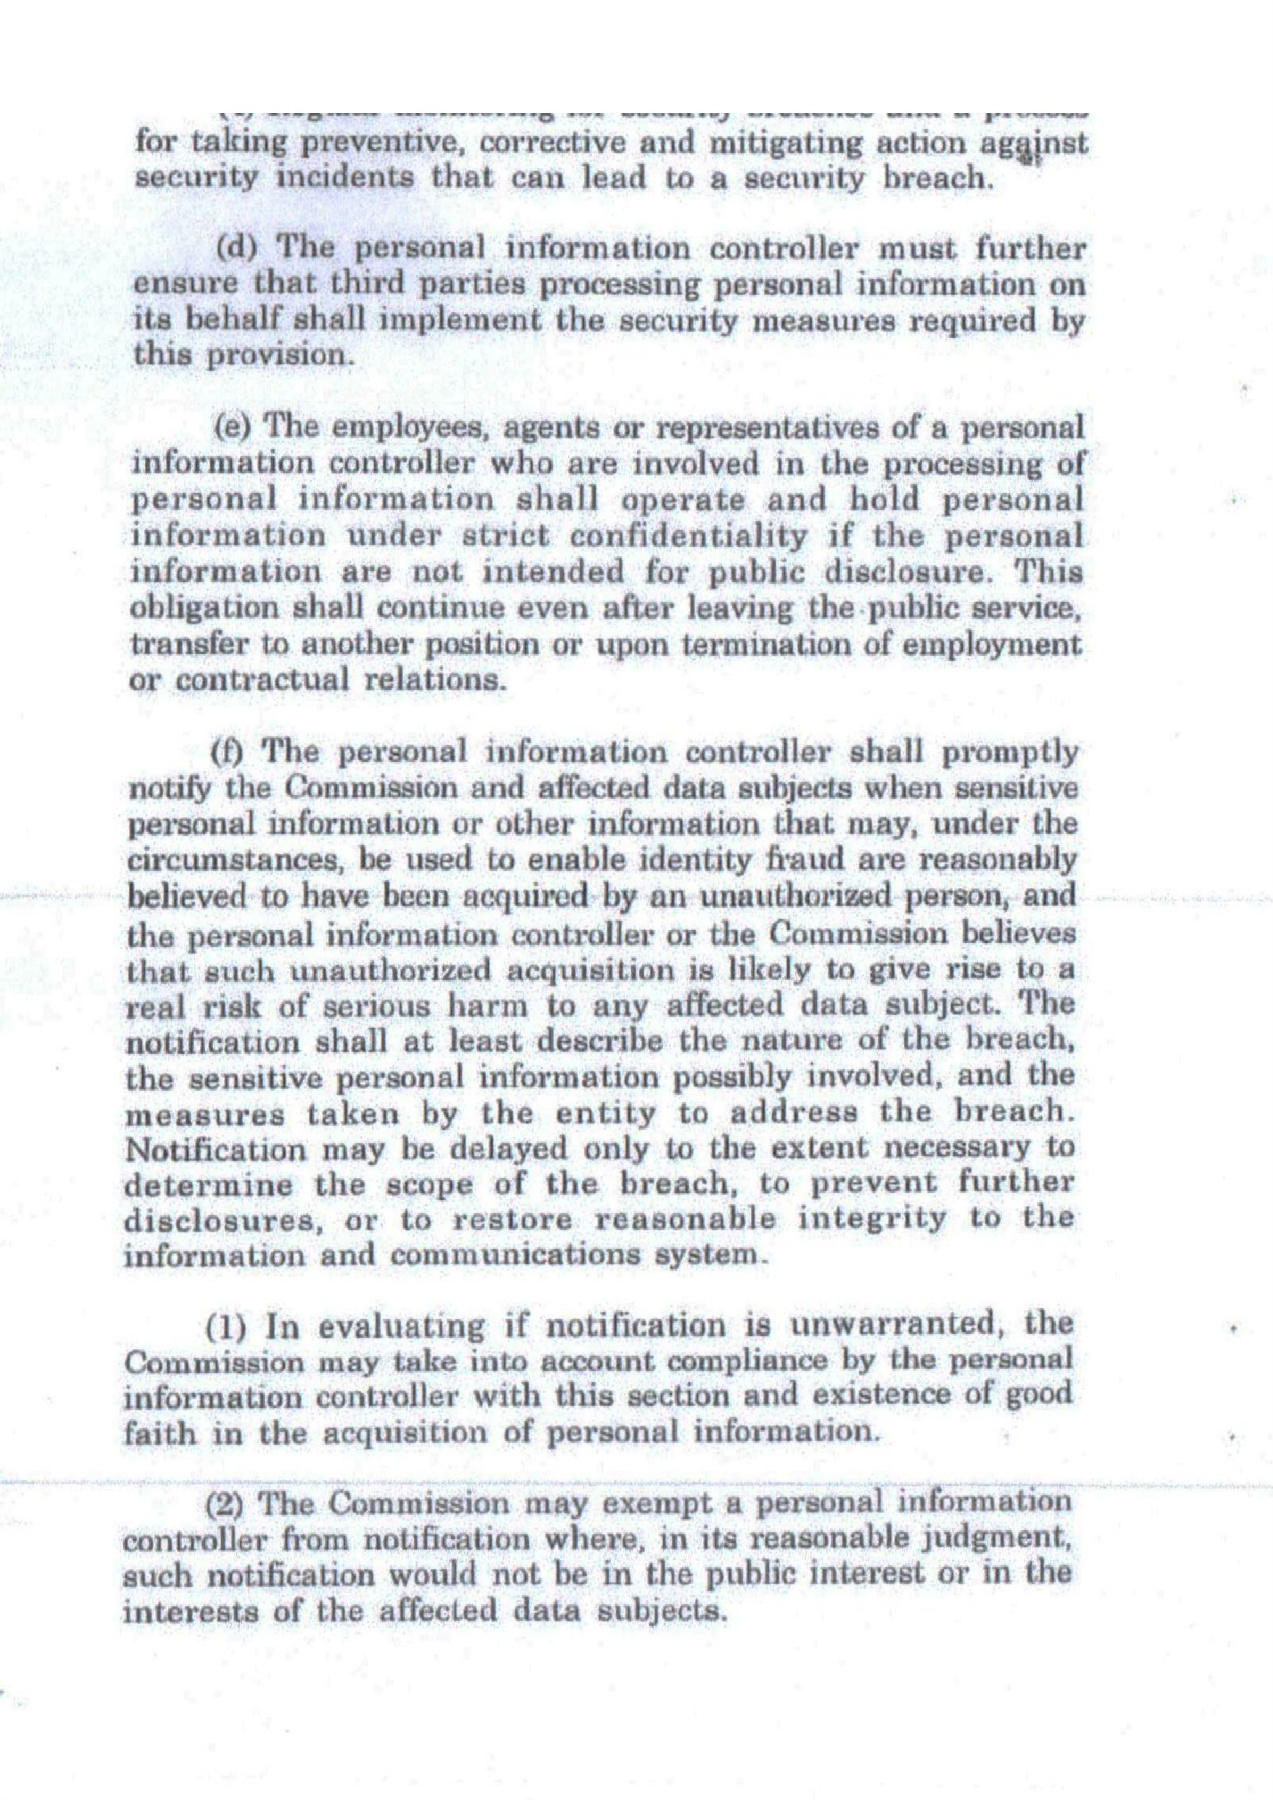 for taking preventive, corrective and mitigating action against
security incidents that can lead to a security breach.
(d) The personal information controller must further
ensure that third parties processing personal information on
its behalf shall implement the security measures required by
this provision.
(e) The employees, agents or representatives of a personal
information controller who are involved in the processing of
personal information shall operate and hold personal
information under strict confidentiality if the personal
information are not intended for public disclosure. This
obligation shall continue even after leaving the public service,
transfer to another position or upon termination of employment
or contractual relations.
(f) The personal information controller shall promptly
notify the Commission and affected data subjects when sensitive
personal information or other information that may, under the
circumstances, be used to enable identity fraud are reasonably
believed to have been acquired by an unauthorized person, and
the personal information controller or the Commission believes
that such unauthorized acquisition is likely to give rise to a
real risk of serious harm to any affected data subject. The
notification shall at least describe the nature of the breach,
the sensitive personal information possibly involved, and the
measures taken by the entity to address the breach.
Notification may be delayed only to the extent necessary to
determine the scope of the breach, to prevent further
disclosures, or to restore reasonable integrity to the
information and communications system.
(1) In evaluating if notification is unwarranted, the
Commission may take into account compliance by the personal
information controller with this section and existence of good
faith in the acquisition of personal information.
(2) The Commission may exempt a personal information
controller from notification where, in its reasonable judgment,
such notification would not be in the public interest or in the
interests of the affected data subjects.